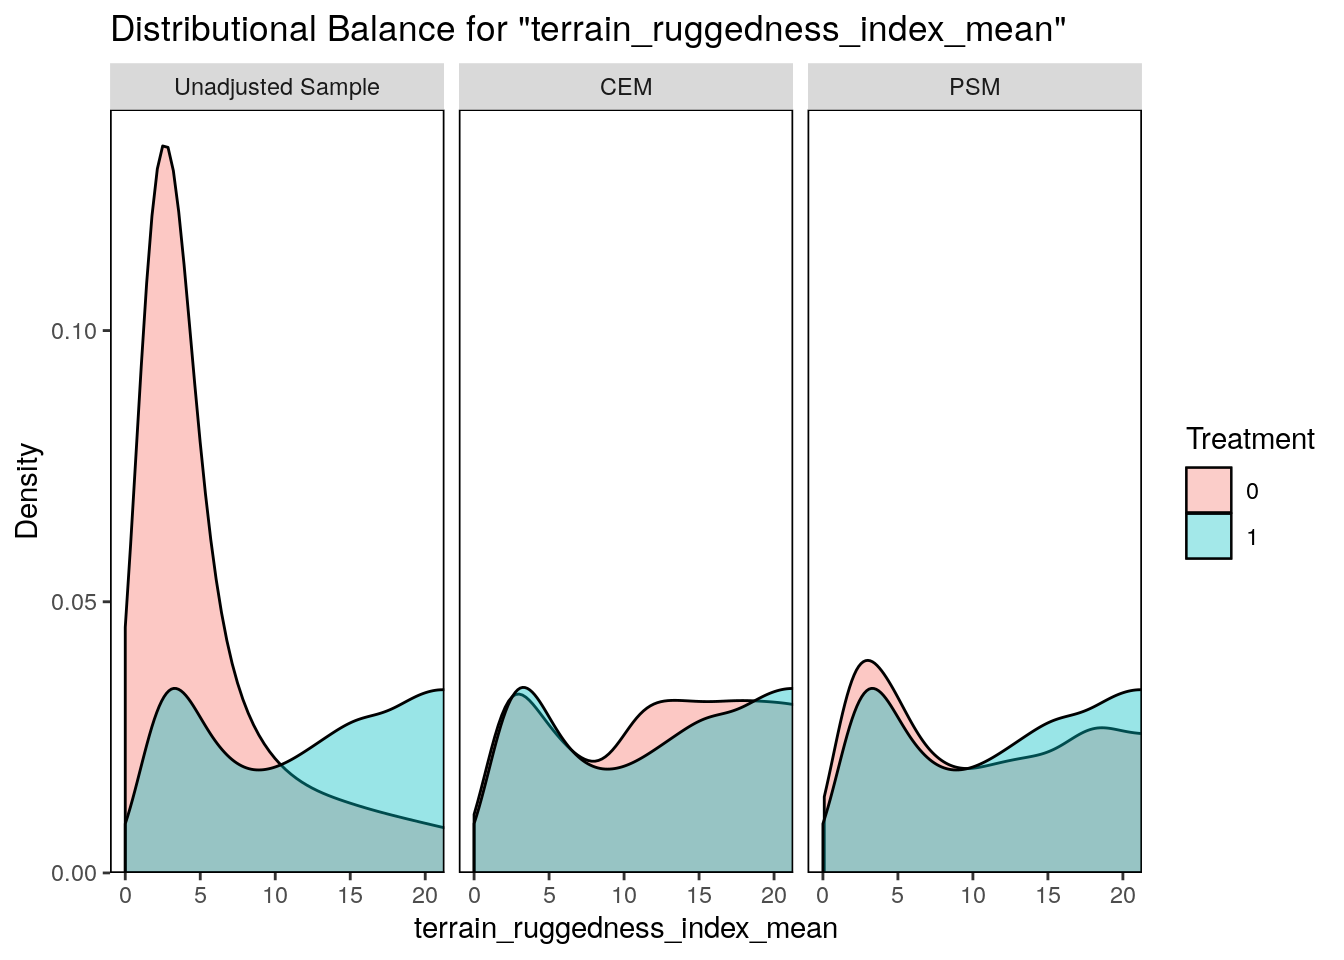 Distributional Balance for "terrain_ruggedness_index_mean"
Unadjusted Sample
CEM
PSM
Density
0.10
0.05
0.00
0 5 10 15 20
0 5 10 15 20
0 5 10 15 20
terrain_ruggedness_index_mean
Treatment
0
1